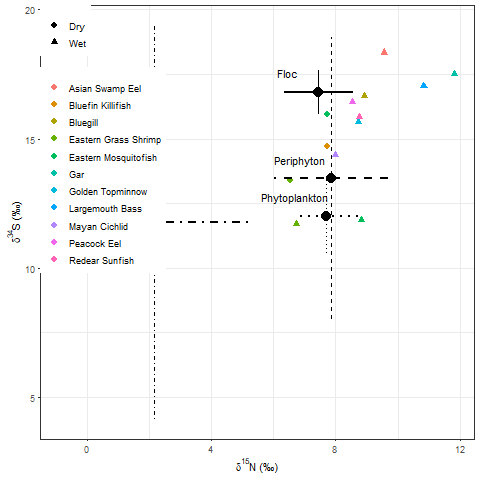 20
15
10
5
δ³⁴S (‰)
Dry
Wet
Asian Swamp Eel
Bluefin Killifish
Bluegill
Eastern Grass Shrimp
Eastern Mosquitofish
Gar
Golden Topminnow
Largemouth Bass
Mayan Cichlid
Peacock Eel
Redear Sunfish
Floc
Periphyton
Phytoplankton
0 4 8 12
δ¹⁵N (‰)